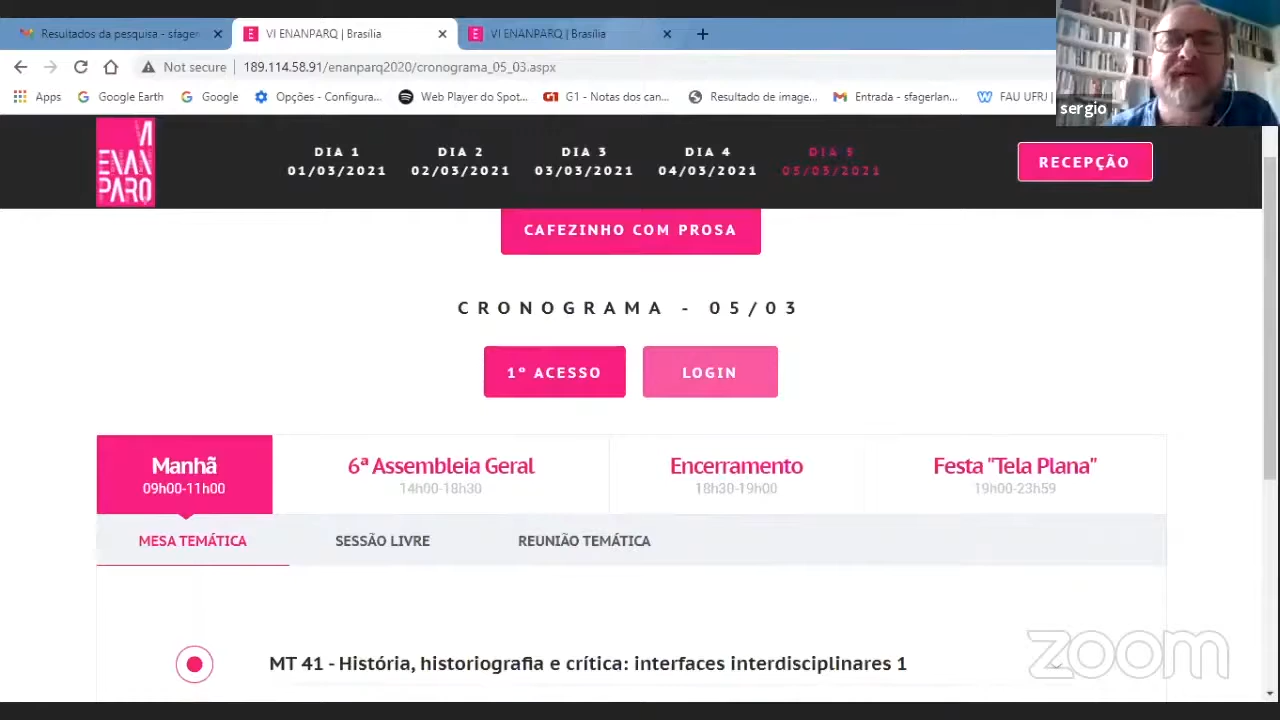 Resultados da pesquisa - sfager
VI ENANPARQ | Brasília
VI ENANPARQ | Brasília
Not secure | 189.114.58.91/enanparq2020/cronograma_05_03.aspx
Apps
Google Earth
Google
Opções - Configura...
Web Player do Spot...
G1 - Notas dos can...
Resultado de image...
Entrada - sfagerlan...
FAU UFRJ
sergio
VI
ENAN
PARQ
DIA 1
01/03/2021
DIA 2
02/03/2021
DIA 3
03/03/2021
DIA 4
04/03/2021
DIA 5
05/03/2021
RECEPÇÃO
CAFEZINHO COM PROSA
CRONOGRAMA - 05/03
1º ACESSO
LOGIN
Manhã
09h00-11h00
6ª Assembleia Geral
14h00-18h30
Encerramento
18h30-19h00
Festa "Tela Plana"
19h00-23h59
MESA TEMÁTICA
SESSÃO LIVRE
REUNIÃO TEMÁTICA
MT 41 - História, historiografia e crítica: interfaces interdisciplinares 1
zoom